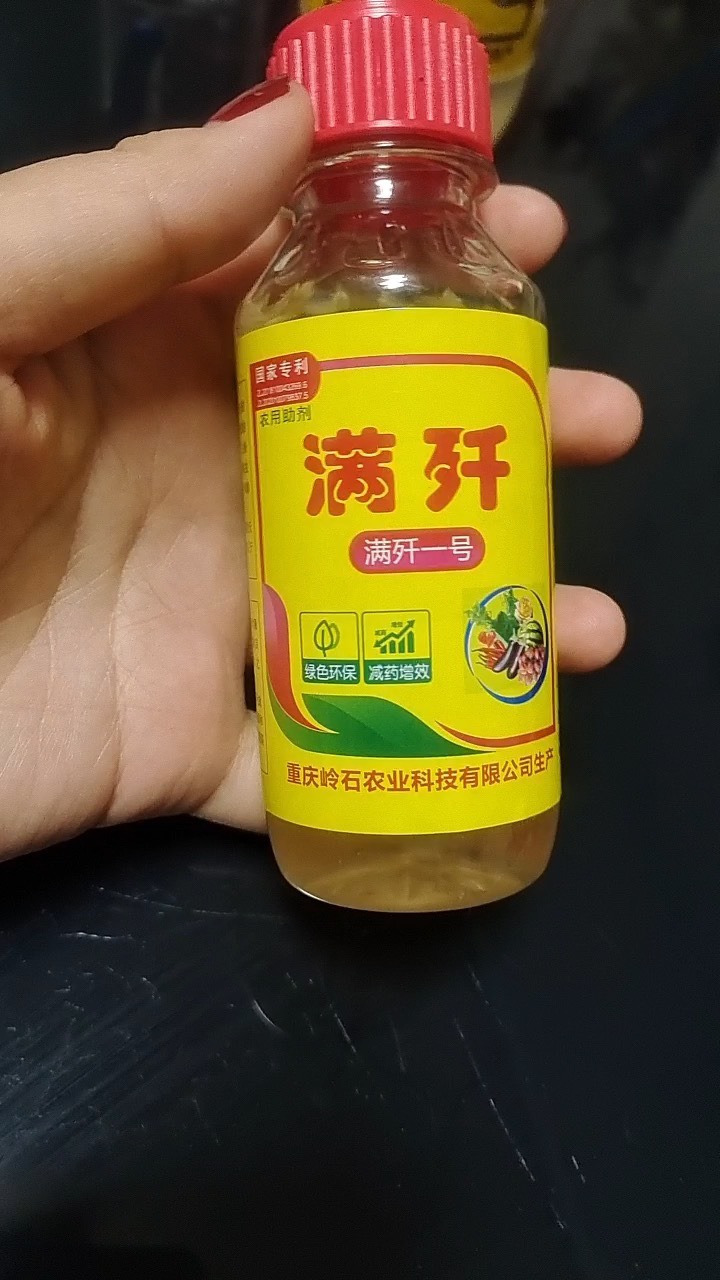 国家专利
农用助剂
满歼
满歼一号
绿色环保
减药增效
重庆岭石农业科技有限公司生产